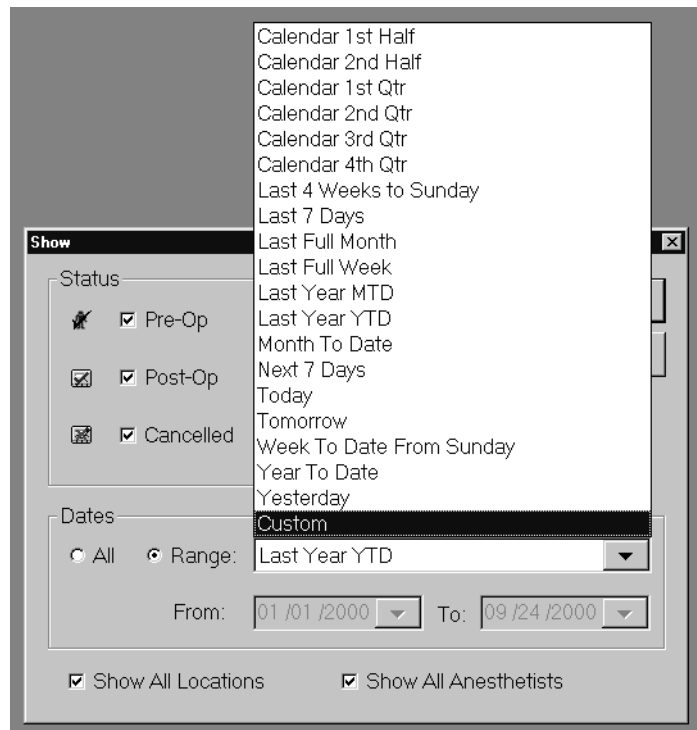 Calendar 1st Half
Calendar 2nd Half
Calendar 1st Qtr
Calendar 2nd Qtr
Calendar 3rd Qtr
Calendar 4th Qtr
Last 4 Weeks to Sunday
Last 7 Days
Last Full Month
Last Full Week
Last Year MTD
Last Year YTD
Month To Date
Next 7 Days
Today
Tomorrow
Week To Date From Sunday
Year To Date
Yesterday
Custom
Show
Status
Pre-Op
Post-Op
Cancelled
Dates
All Range: Last Year YTD
From: 01 /01 /2000 To: 09 /24 /2000
Show All Locations Show All Anesthetists